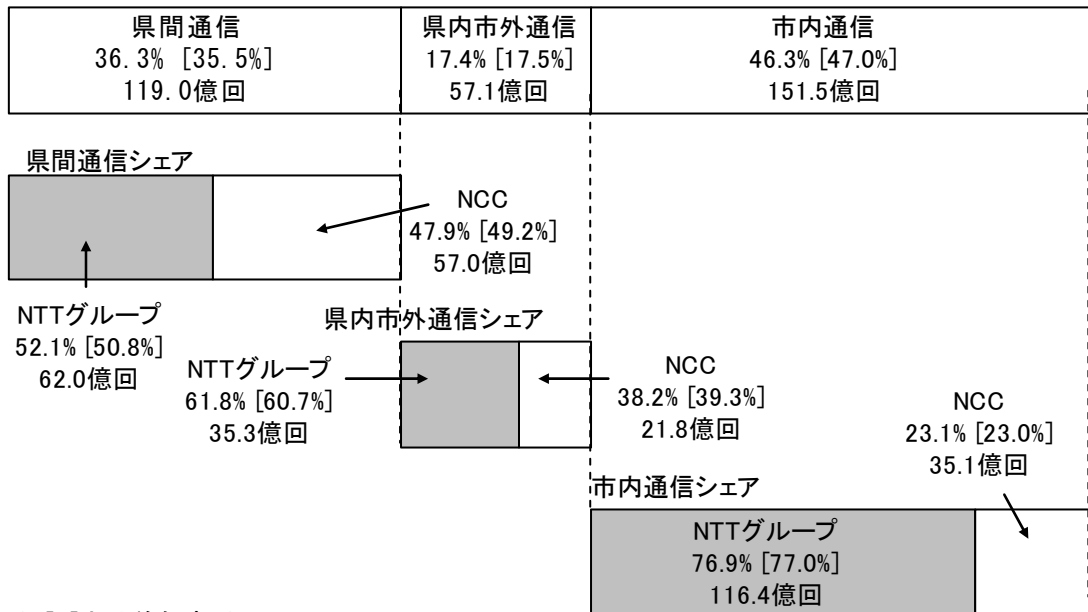 県間通信
36.3% [35.5%]
119.0億回
県内市外通信
17.4% [17.5%]
57.1億回
市内通信
46.3% [47.0%]
151.5億回
県間通信シェア
NCC
47.9% [49.2%]
57.0億回
NTTグループ
52.1% [50.8%]
62.0億回
県内市外通信シェア
NTTグループ
61.8% [60.7%]
35.3億回
NCC
38.2% [39.3%]
21.8億回
NCC
23.1% [23.0%]
35.1億回
市内通信シェア
NTTグループ
76.9% [77.0%]
116.4億回